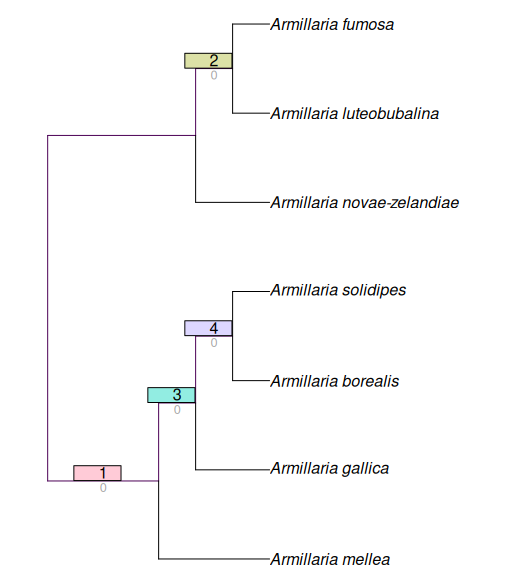 Armillaria fumosa
2
0
Armillaria luteobubalina
Armillaria novae-zelandiae
Armillaria solidipes
4
0
Armillaria borealis
3
0
Armillaria gallica
1
0
Armillaria mellea